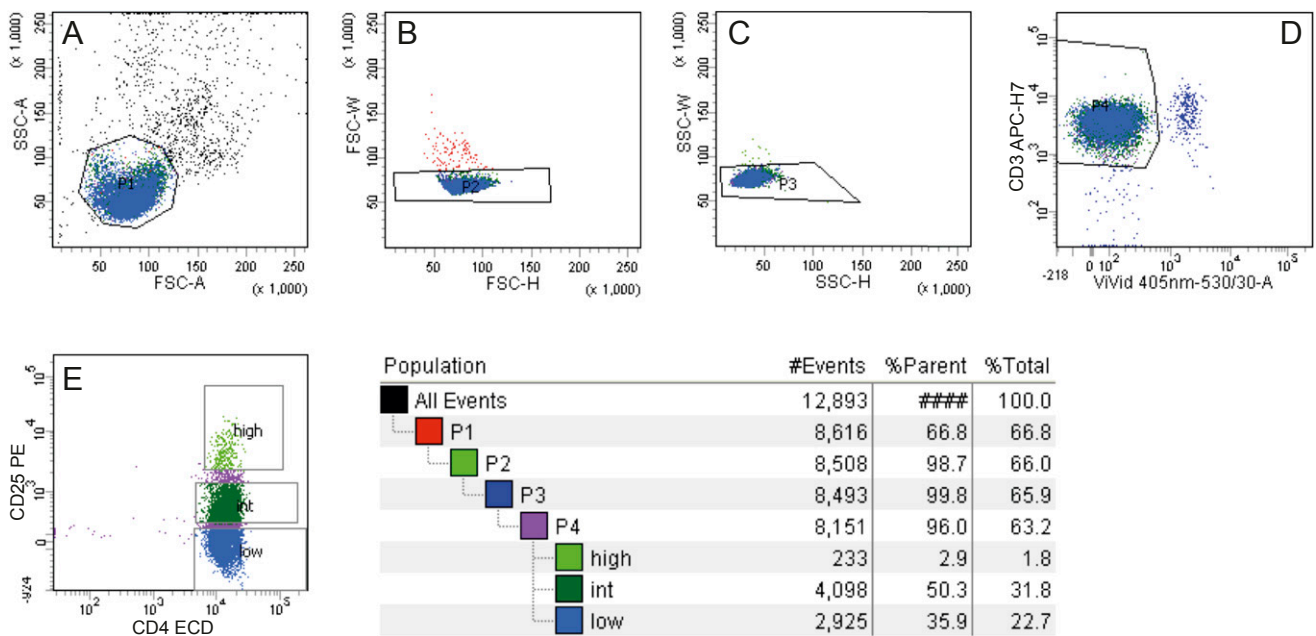 A
(x 1,000)
SSC-A
50 100 150 200 250
P1
50 100 150 200 250
FSC-A
(x 1,000)
B
(x 1,000)
FSC-W
50 100 150 200 250
P2
50 100 150 200 250
FSC-H
(x 1,000)
C
(x 1,000)
SSC-W
50 100 150 200 250
P3
50 100 150 200 250
SSC-H
(x 1,000)
D
CD3 APC-H7
10^2 10^3 10^4 10^5
P4
-218 0 10^2 10^3 10^4 10^5
ViVid 405nm-530/30-A
E
CD25 PE
-924 0 10^3 10^4 10^5
high
int
low
10^2 10^3 10^4 10^5
CD4 ECD
Population #Events %Parent %Total
All Events 12,893 #### 100.0
P1 8,616 66.8 66.8
P2 8,508 98.7 66.0
P3 8,493 99.8 65.9
P4 8,151 96.0 63.2
high 233 2.9 1.8
int 4,098 50.3 31.8
low 2,925 35.9 22.7